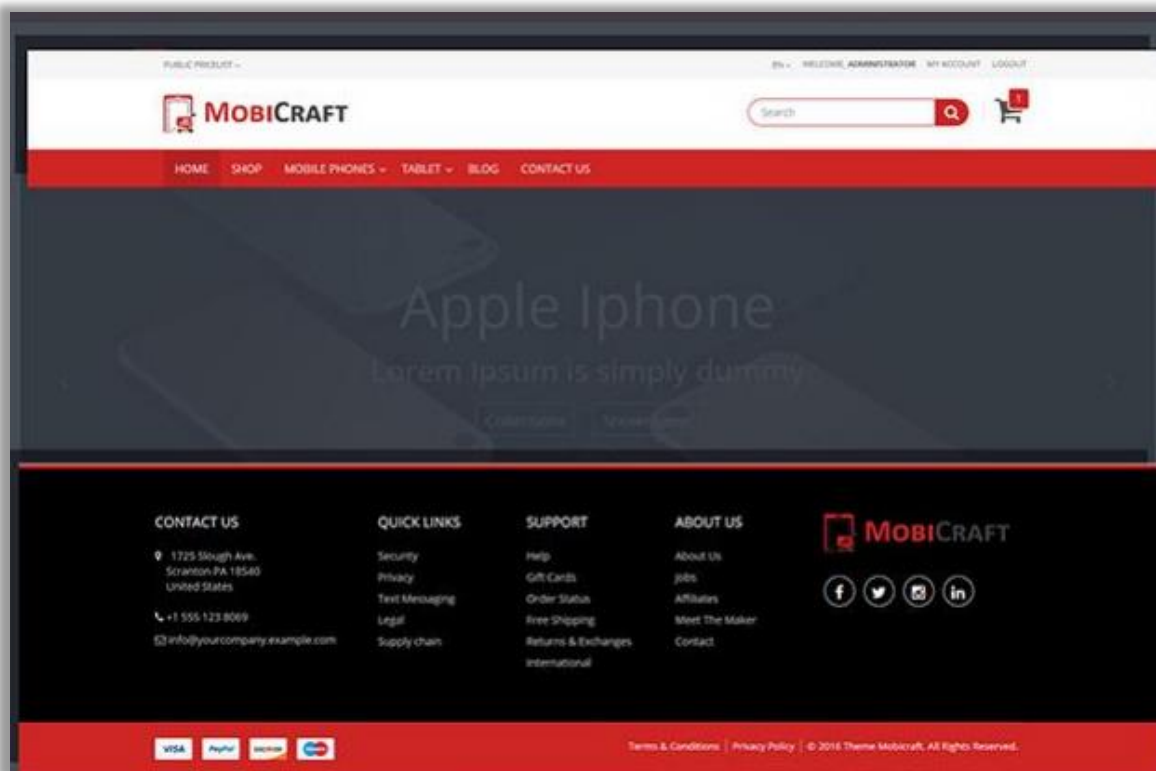 PUBLIC PRICELIST
EN WELCOME, ADMINISTRATOR MY ACCOUNT LOGOUT
MOBICRAFT
Search
1
HOME SHOP MOBILE PHONES TABLET BLOG CONTACT US
Apple Iphone
Lorem Ipsum is simply dummy
CONTACT US
1725 Slough Ave.
Scranton PA 18540
United States
+1 555 123 8069
info@yourcompany.example.com
QUICK LINKS
Security
Privacy
Text Messaging
Legal
Supply chain
SUPPORT
Help
Gift Cards
Order Status
Free Shipping
Returns & Exchanges
International
ABOUT US
About Us
Jobs
Affiliates
Meet The Maker
Contact
MOBICRAFT
f in
VISA PayPal
Terms & Conditions | Privacy Policy | © 2016 Theme Mobicraft. All Rights Reserved.